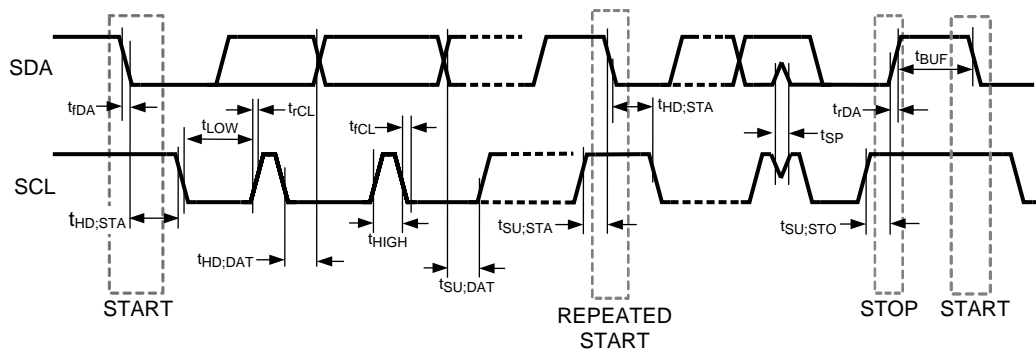 SDA
t_BUF
t_fDA
t_LOW
t_rCL
t_fCL
t_HD;STA
t_rDA
t_SP
SCL
t_HD;STA
t_HD;DAT
t_HIGH
t_SU;DAT
t_SU;STA
t_SU;STO
START
REPEATED
START
STOP
START